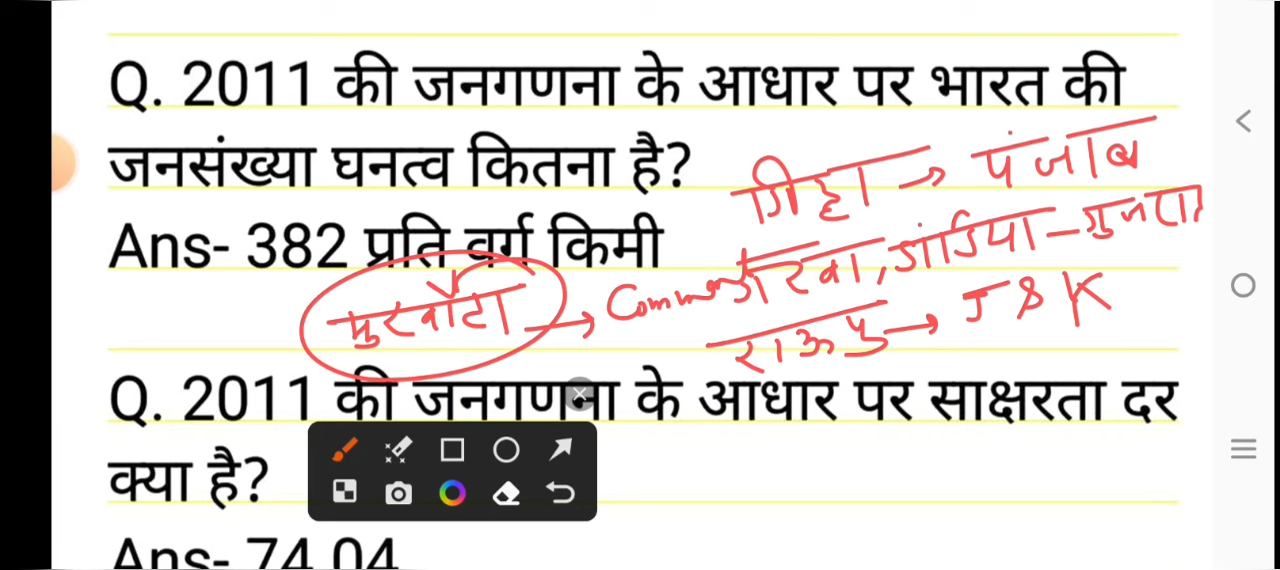 Q. 2011 की जनगणना के आधार पर भारत की
जनसंख्या घनत्व कितना है?
गिद्दा → पंजाब
Ans- 382 प्रति वर्ग किमी
गरवा, डांडिया - गुजरात
मुखौटा → Comment
राऊफ → J & K
Q. 2011 की जनगणना के आधार पर साक्षरता दर
क्या है?
Ans- 74.04